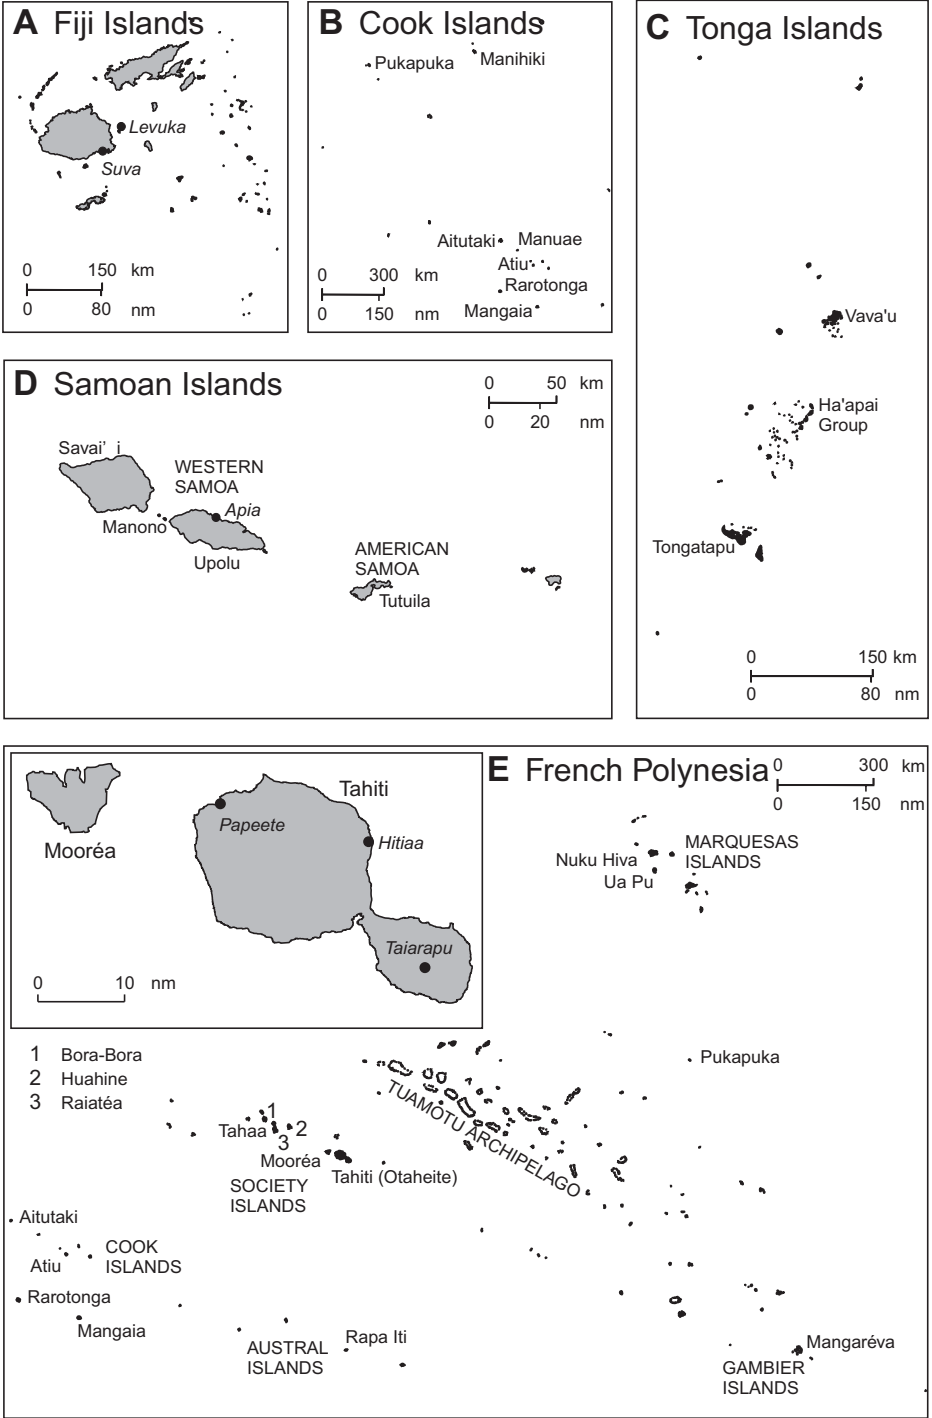 A Fiji Islands
Levuka
Suva
0 150 km
0 80 nm
B Cook Islands
Pukapuka
Manihiki
Aitutaki
Manuae
Atiu
Rarotonga
Mangaia
0 300 km
0 150 nm
C Tonga Islands
Vava'u
Ha'apai
Group
Tongatapu
0 150 km
0 80 nm
D Samoan Islands
0 50 km
0 20 nm
Savai' i
WESTERN
SAMOA
Apia
Manono
Upolu
AMERICAN
SAMOA
Tutuila
E French Polynesia
0 300 km
0 150 nm
Mooréa
Tahiti
Papeete
Hitiaa
Taiarapu
0 10 nm
MARQUESAS
ISLANDS
Nuku Hiva
Ua Pu
1 Bora-Bora
2 Huahine
3 Raiatéa
Pukapuka
TUAMOTU ARCHIPELAGO
1
Tahaa
2
3
Mooréa
Tahiti (Otaheite)
SOCIETY
ISLANDS
Aitutaki
Atiu
COOK
ISLANDS
Rarotonga
Mangaia
AUSTRAL
ISLANDS
Rapa Iti
Mangaréva
GAMBIER
ISLANDS